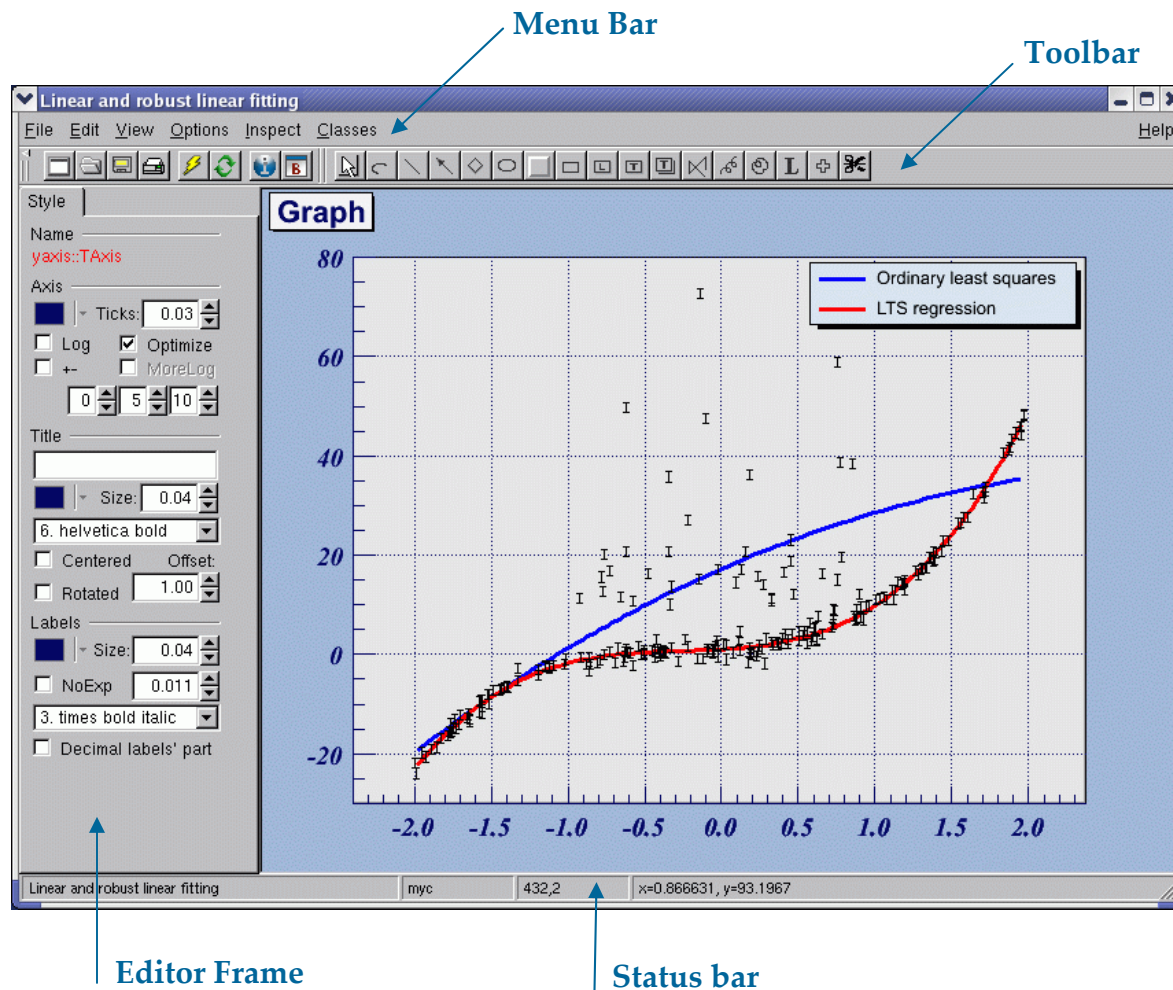 Menu Bar
Toolbar
Linear and robust linear fitting
File Edit View Options Inspect Classes Help
B L T T L
Style
Name
yaxis::TAxis
Axis
Ticks: 0.03
Log Optimize
+- MoreLog
0 5 10
Title
Size: 0.04
6. helvetica bold
Centered Offset:
Rotated 1.00
Labels
Size: 0.04
NoExp 0.011
3. times bold italic
Decimal labels' part
Graph
80
60
40
20
0
-20
-2.0 -1.5 -1.0 -0.5 0.0 0.5 1.0 1.5 2.0
Ordinary least squares
LTS regression
Linear and robust linear fitting myc 432,2 x=0.866631, y=93.1967
Editor Frame
Status bar